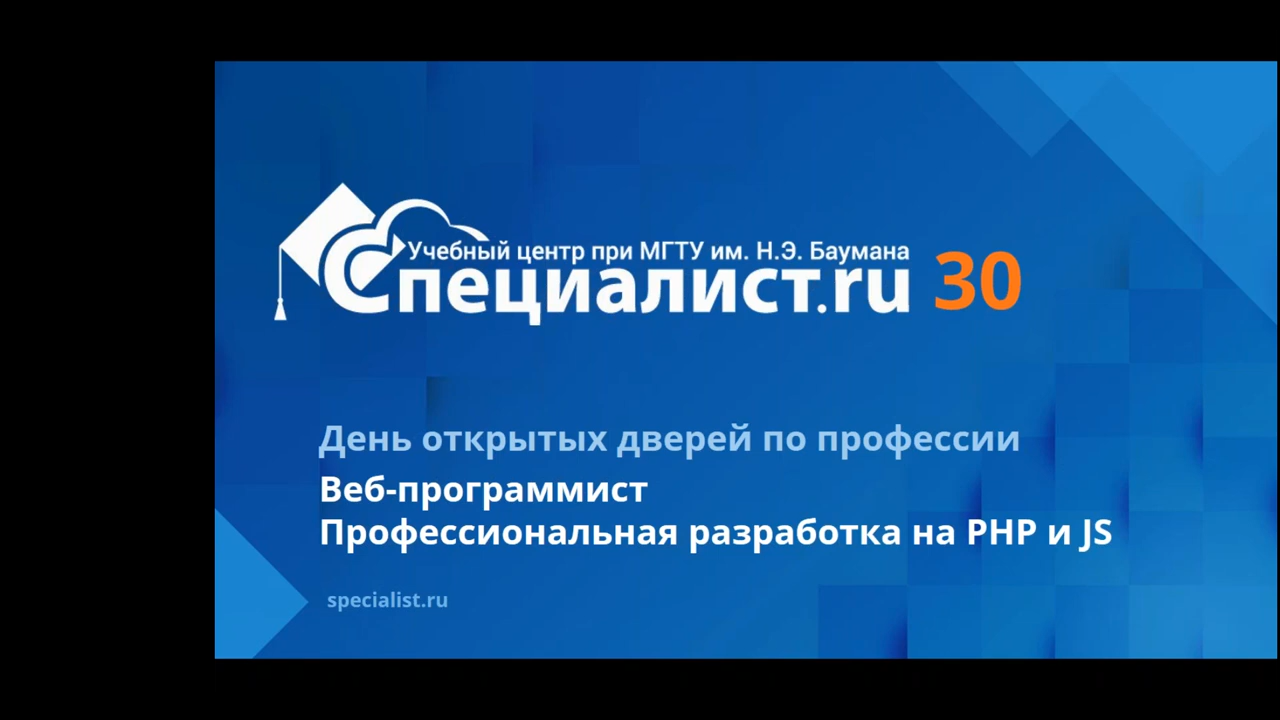 Учебный центр при МГТУ им. Н.Э. Баумана
Специалист.ru 30
День открытых дверей по профессии
Веб-программист
Профессиональная разработка на PHP и JS
specialist.ru